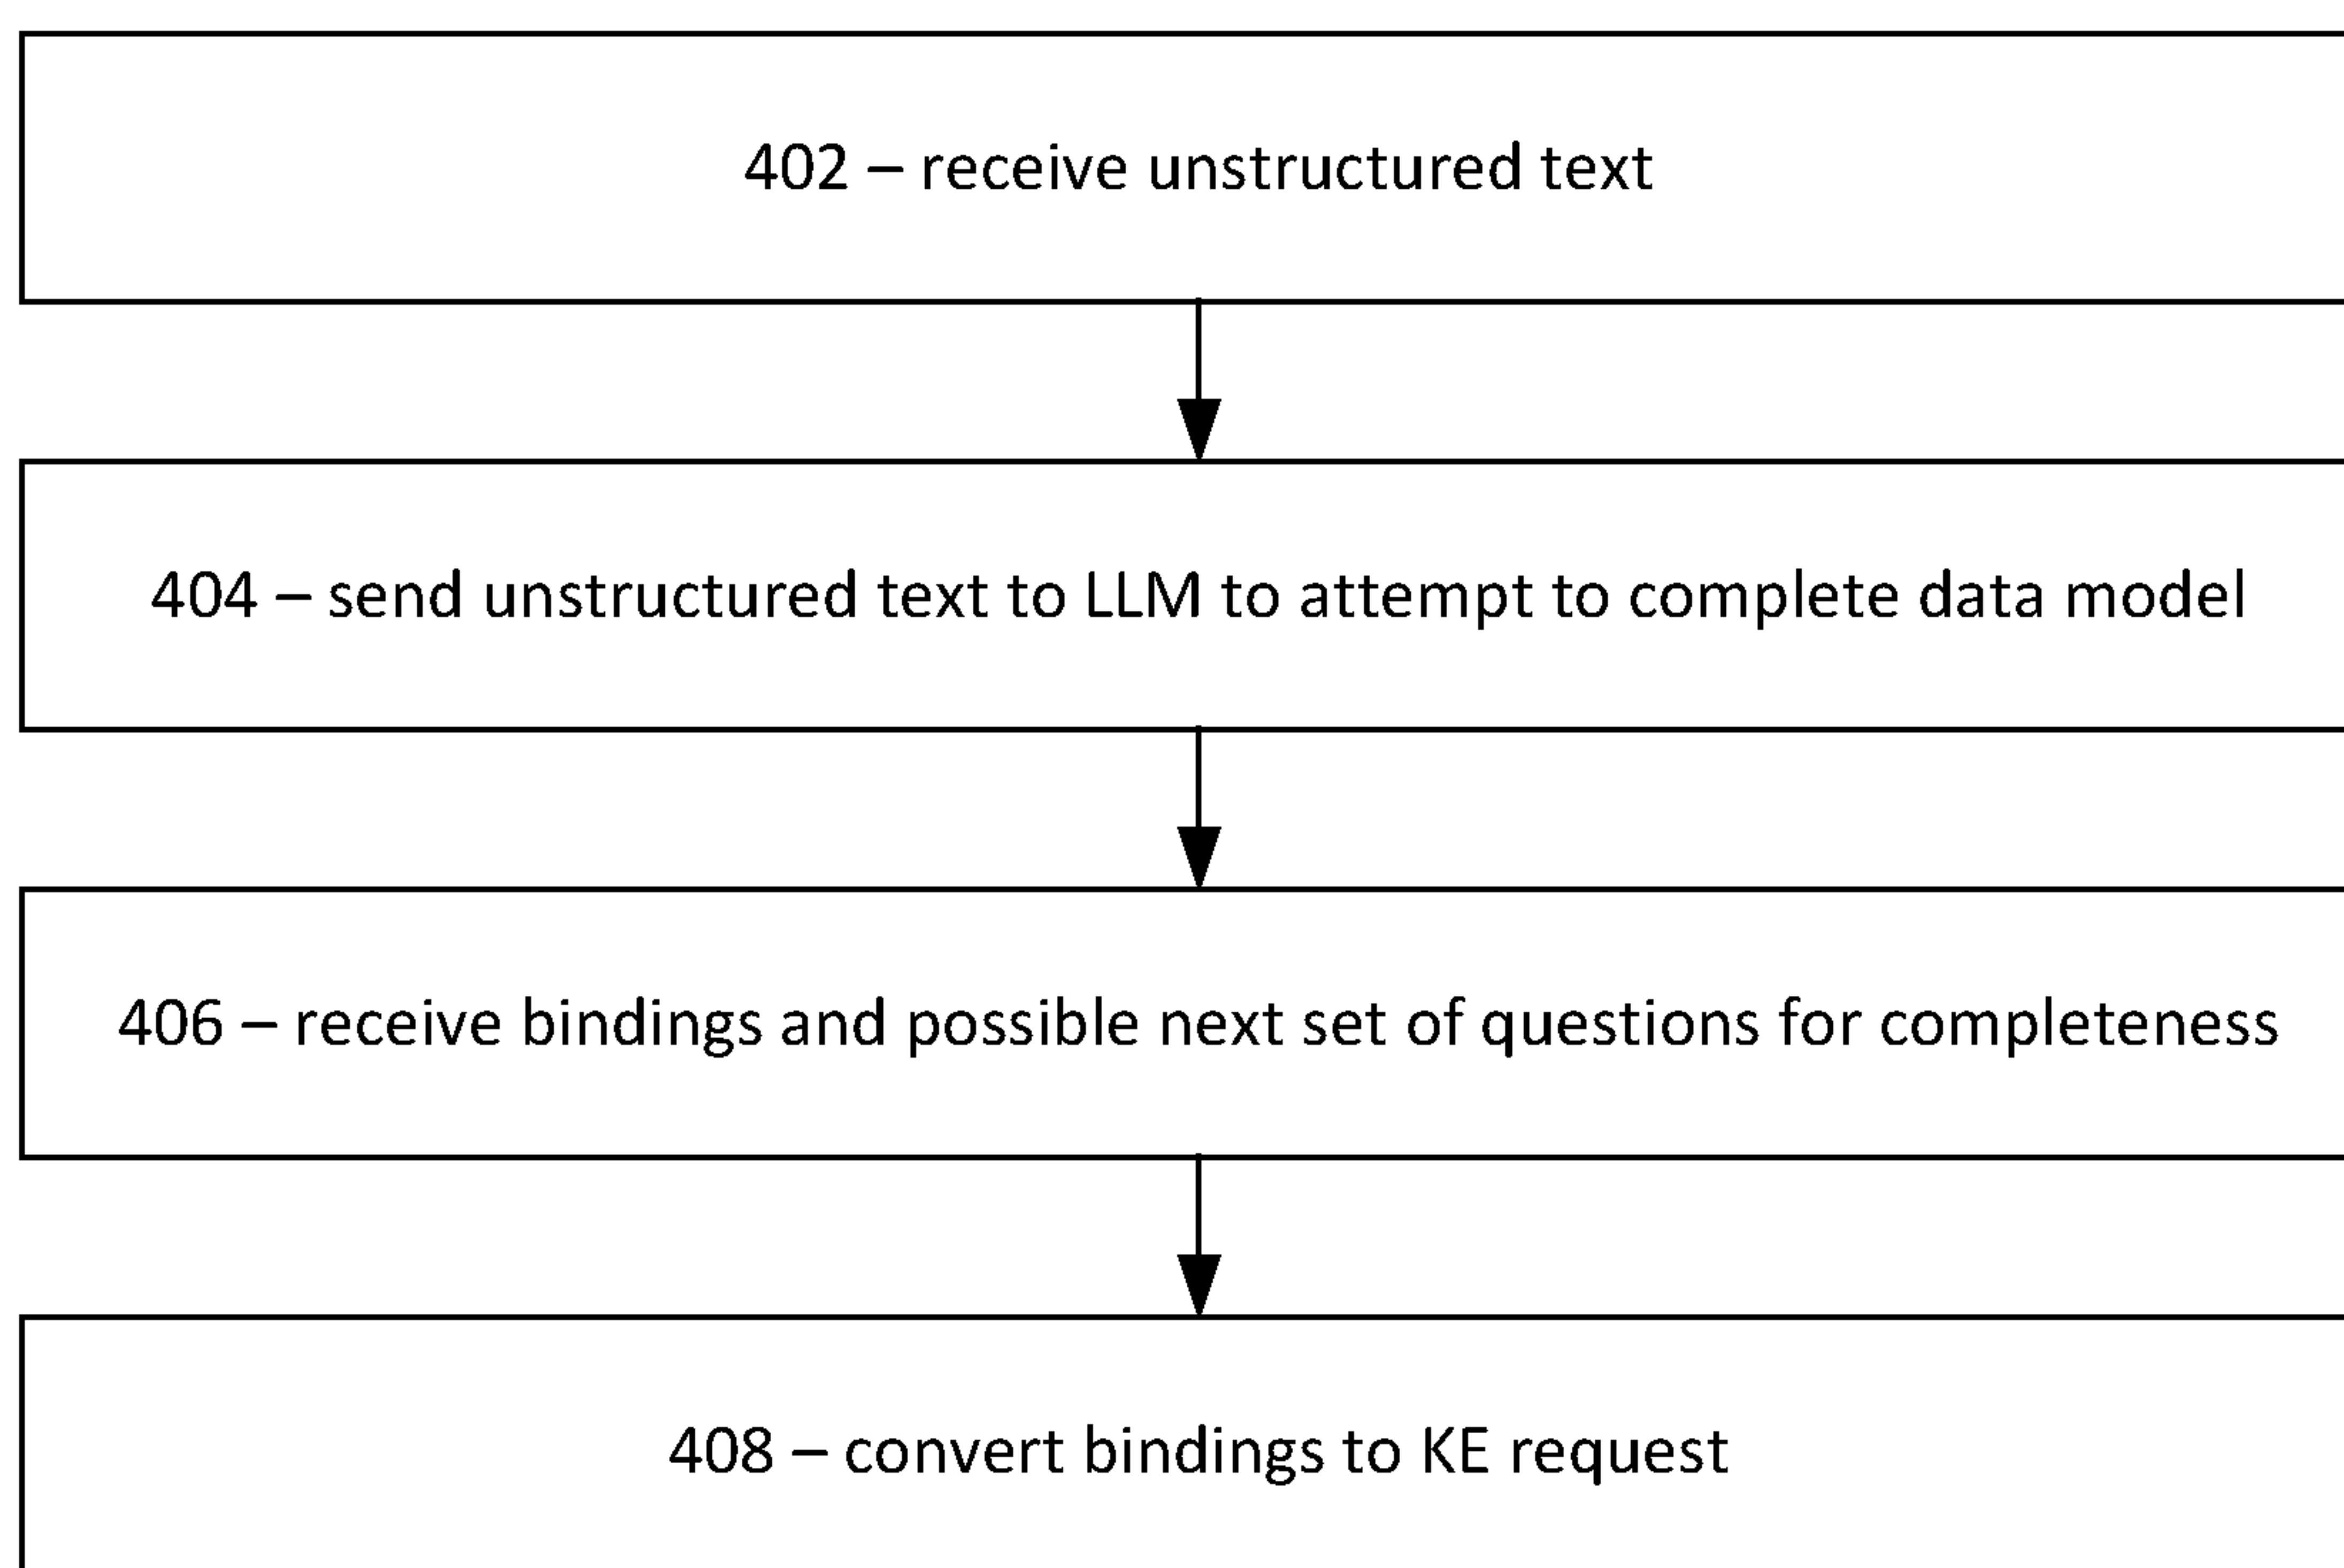 402 – receive unstructured text
404 – send unstructured text to LLM to attempt to complete data model
406 – receive bindings and possible next set of questions for completeness
408 – convert bindings to KE request